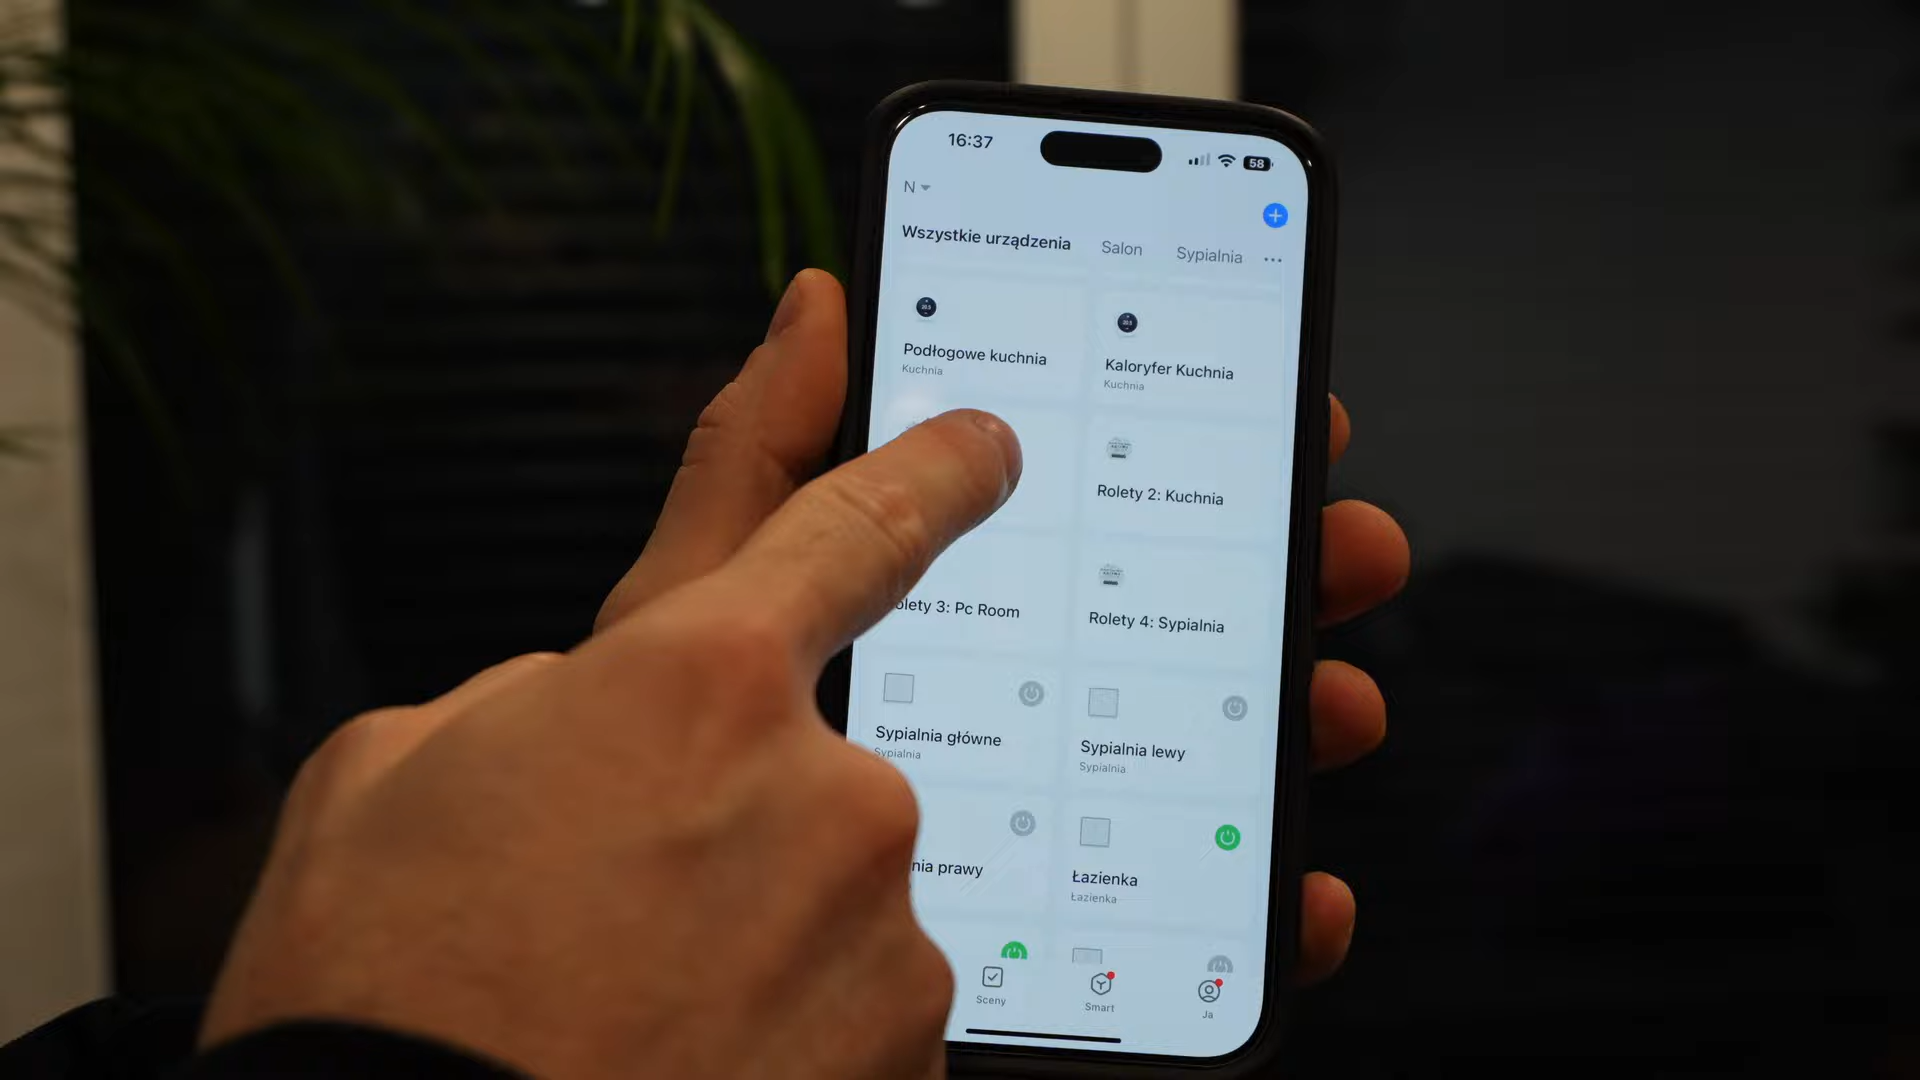 16:37
58
N
Wszystkie urządzenia Salon Sypialnia
Podłogowe kuchnia
Kuchnia
Kaloryfer Kuchnia
Kuchnia
Rolety 2: Kuchnia
olety 3: Pc Room
Rolety 4: Sypialnia
Sypialnia główne
Sypialnia
Sypialnia lewy
Sypialnia
nia prawy
Łazienka
Łazienka
Sceny
Smart
Ja